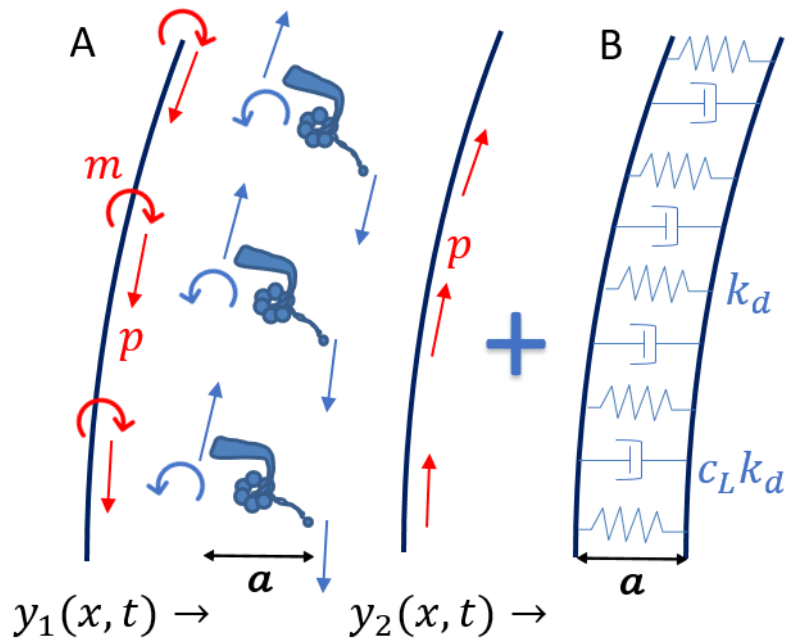 A
B
m
p
p
k_d
c_L k_d
a
a
y_1(x, t) →
y_2(x, t) →